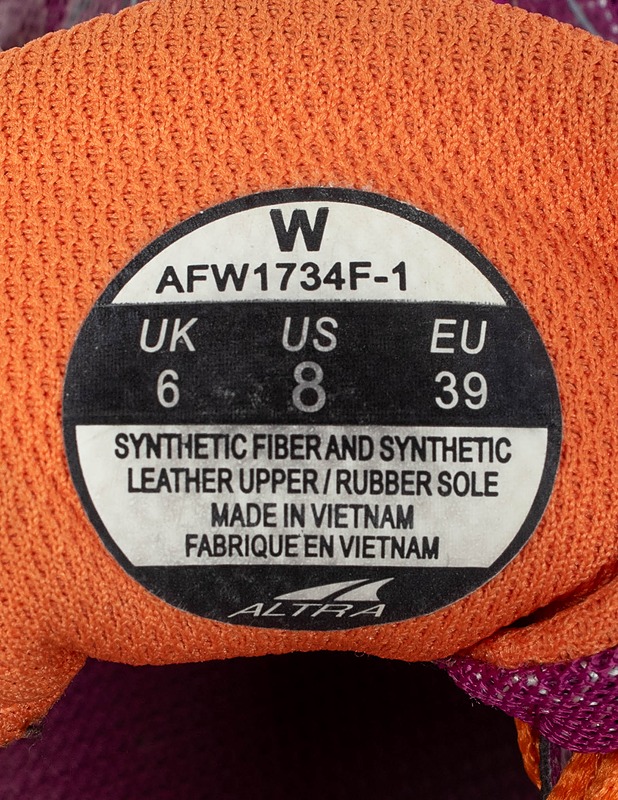 W
AFW1734F-1
UK US EU
6 8 39
SYNTHETIC FIBER AND SYNTHETIC
LEATHER UPPER / RUBBER SOLE
MADE IN VIETNAM
FABRIQUE EN VIETNAM
ALTRA